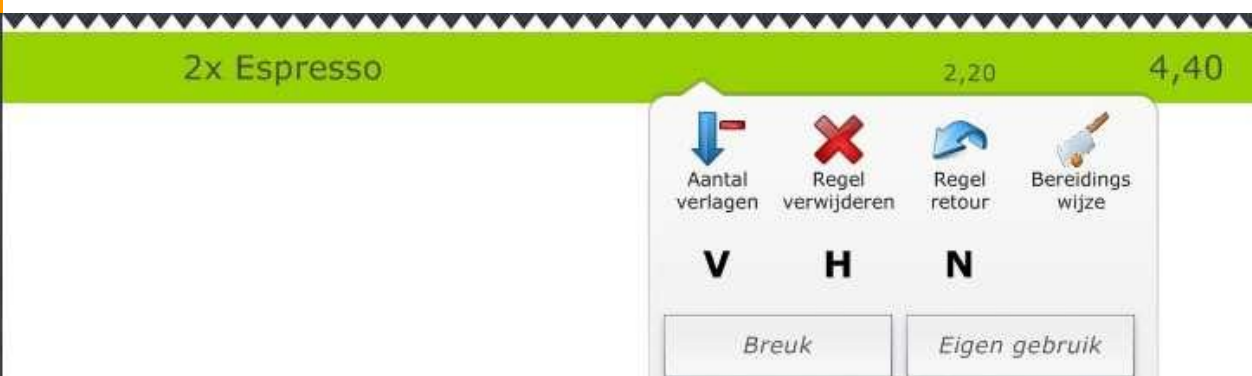 2x Espresso 2,20 4,40
Aantal verlagen
Regel verwijderen
Regel retour
Bereidings wijze
V H N
Breuk Eigen gebruik